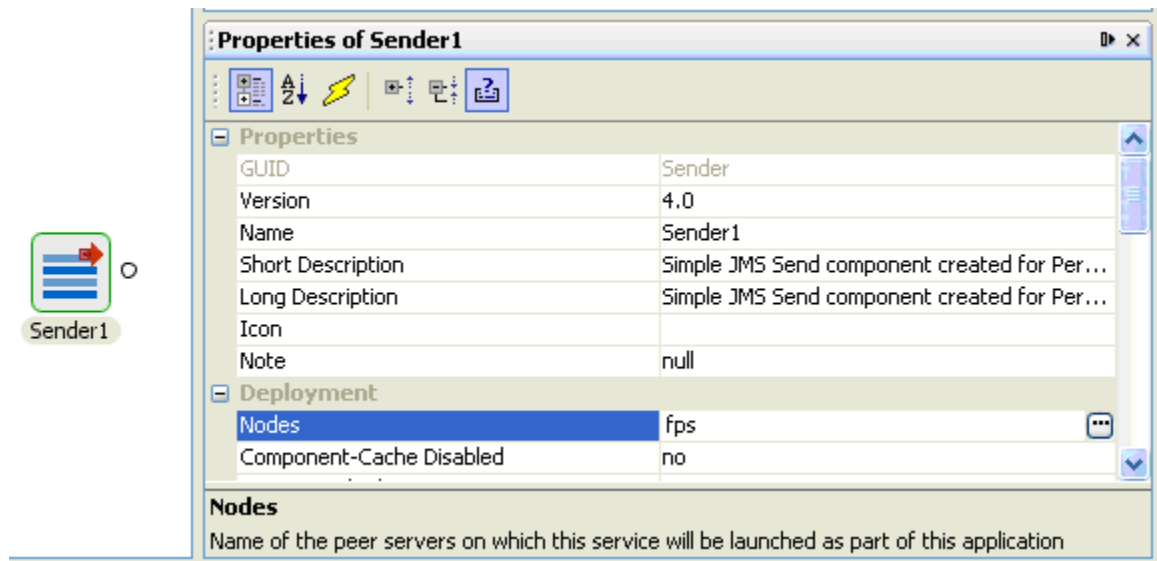 Properties of Sender1
Properties
GUID Sender
Version 4.0
Name Sender1
Short Description Simple JMS Send component created for Per...
Long Description Simple JMS Send component created for Per...
Sender1
Icon
Note null
Deployment
Nodes fps
Component-Cache Disabled no
Nodes
Name of the peer servers on which this service will be launched as part of this application